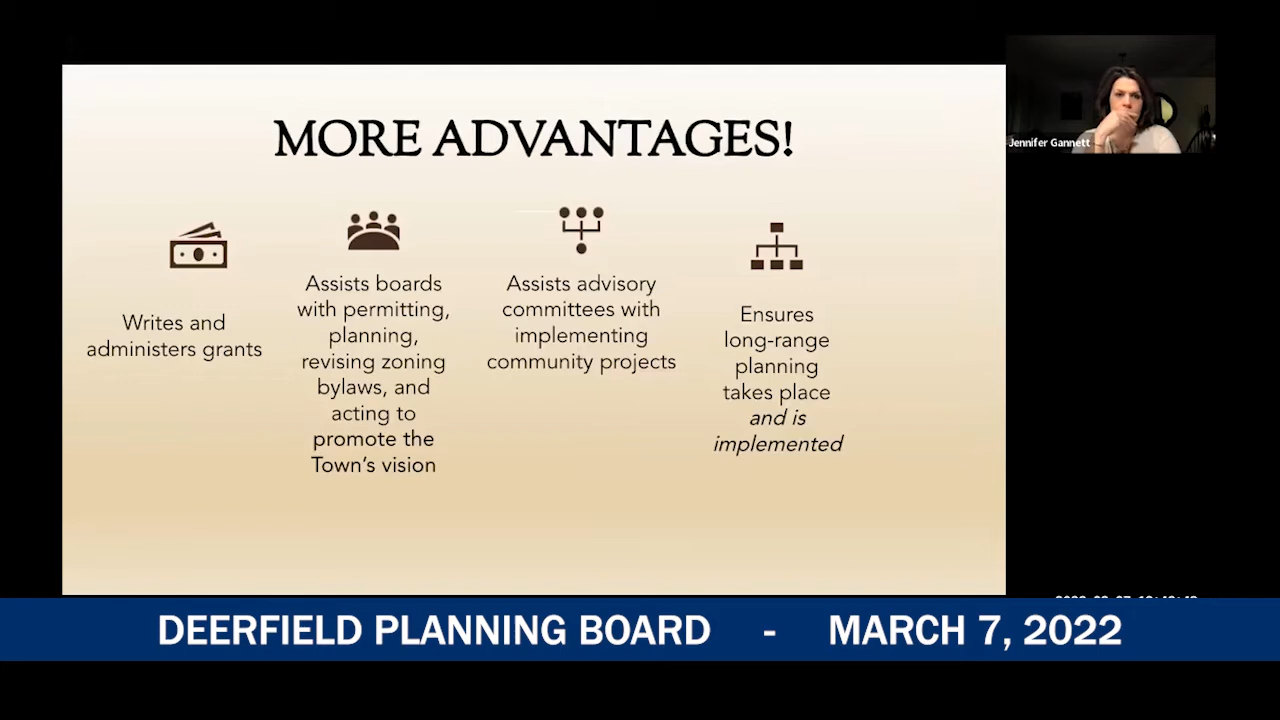 MORE ADVANTAGES!
Jennifer Gannett
Writes and
administers grants
Assists boards
with permitting,
planning,
revising zoning
bylaws, and
acting to
promote the
Town's vision
Assists advisory
committees with
implementing
community projects
Ensures
long-range
planning
takes place
and is
implemented
DEERFIELD PLANNING BOARD - MARCH 7, 2022